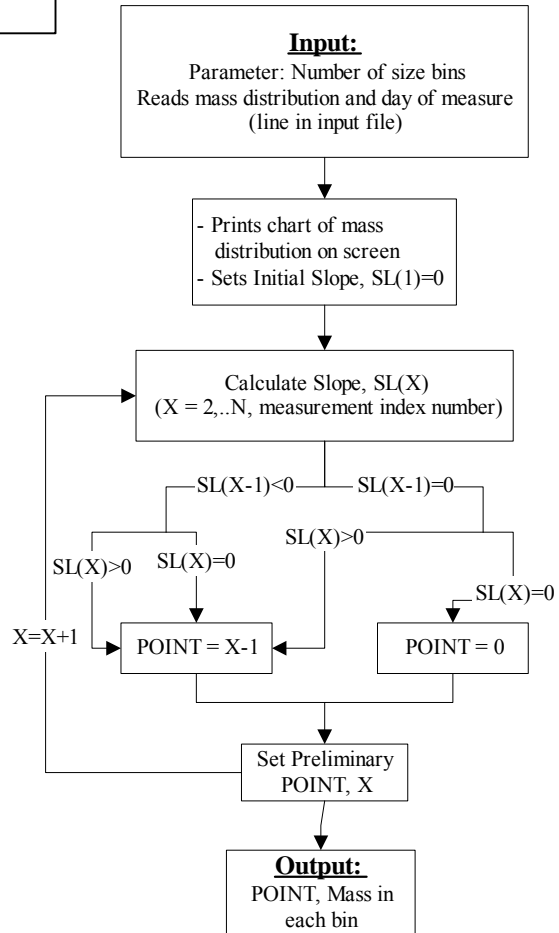 Input:
Parameter: Number of size bins
Reads mass distribution and day of measure
(line in input file)
- Prints chart of mass
distribution on screen
- Sets Initial Slope, SL(1)=0
Calculate Slope, SL(X)
(X = 2,..N, measurement index number)
SL(X-1)<0
SL(X-1)=0
SL(X)>0
SL(X)=0
SL(X)>0
SL(X)=0
X=X+1
POINT = X-1
POINT = 0
Set Preliminary
POINT, X
Output:
POINT, Mass in
each bin